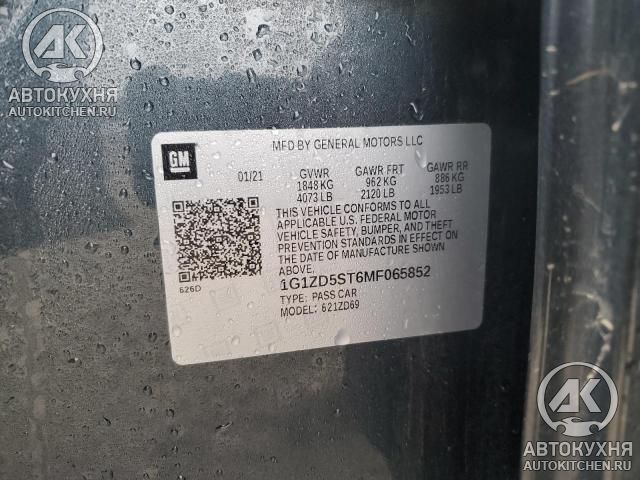 АК
АВТОКУХНЯ
AUTOKITCHEN.RU
GM
MFD BY GENERAL MOTORS LLC
01/21 GVWR GAWR FRT GAWR RR
1848 KG 962 KG 886 KG
4073 LB 2120 LB 1953 LB
THIS VEHICLE CONFORMS TO ALL
APPLICABLE U.S. FEDERAL MOTOR
VEHICLE SAFETY, BUMPER, AND THEFT
PREVENTION STANDARDS IN EFFECT ON
THE DATE OF MANUFACTURE SHOWN
ABOVE.
626D
1G1ZD5ST6MF065852
TYPE: PASS CAR
MODEL: 621ZD69
АК
АВТОКУХНЯ
AUTOKITCHEN.RU